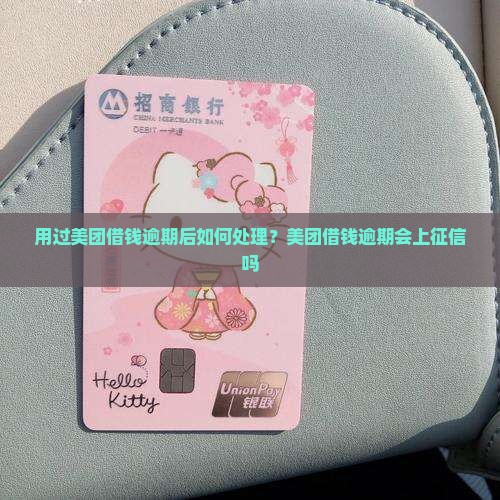 招商银行
CHINA MERCHANTS BANK
DEBIT 一卡通
用过美团借钱逾期后如何处理？美团借钱逾期会上征信
吗
Hello
Kitty
UnionPay
银联